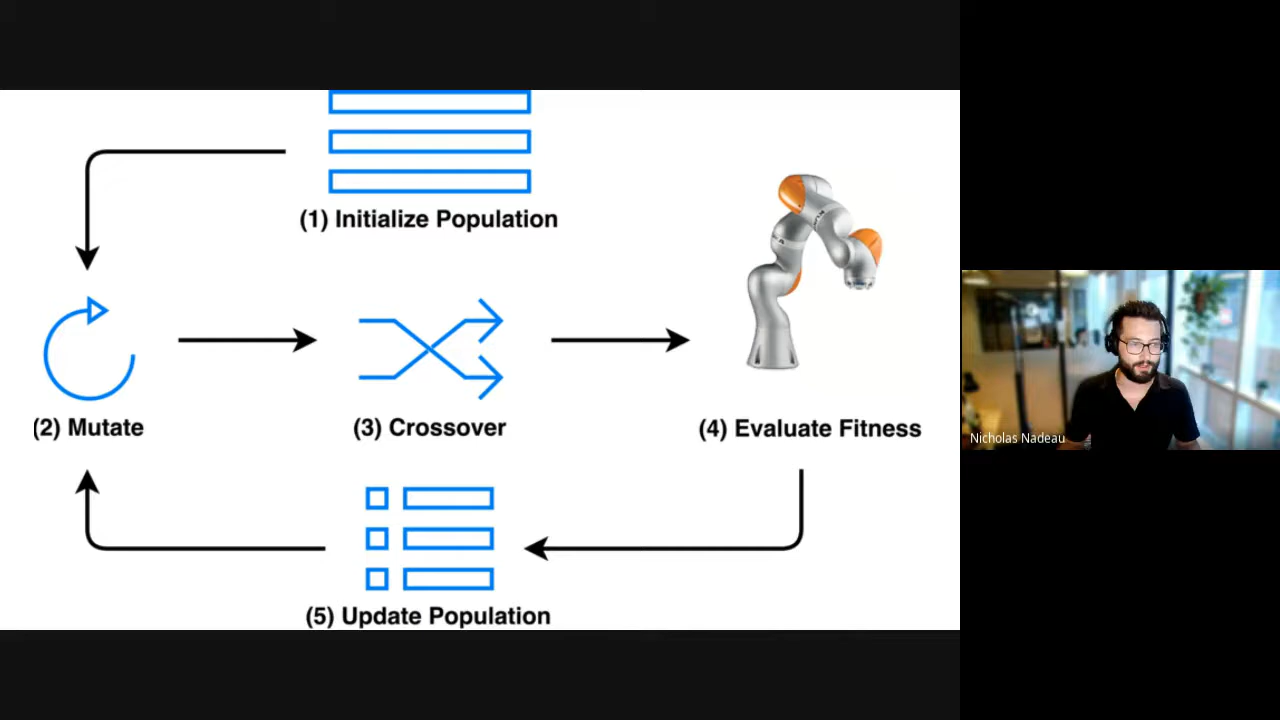 (1) Initialize Population
(2) Mutate
(3) Crossover
(4) Evaluate Fitness
(5) Update Population
Nicholas Nadeau